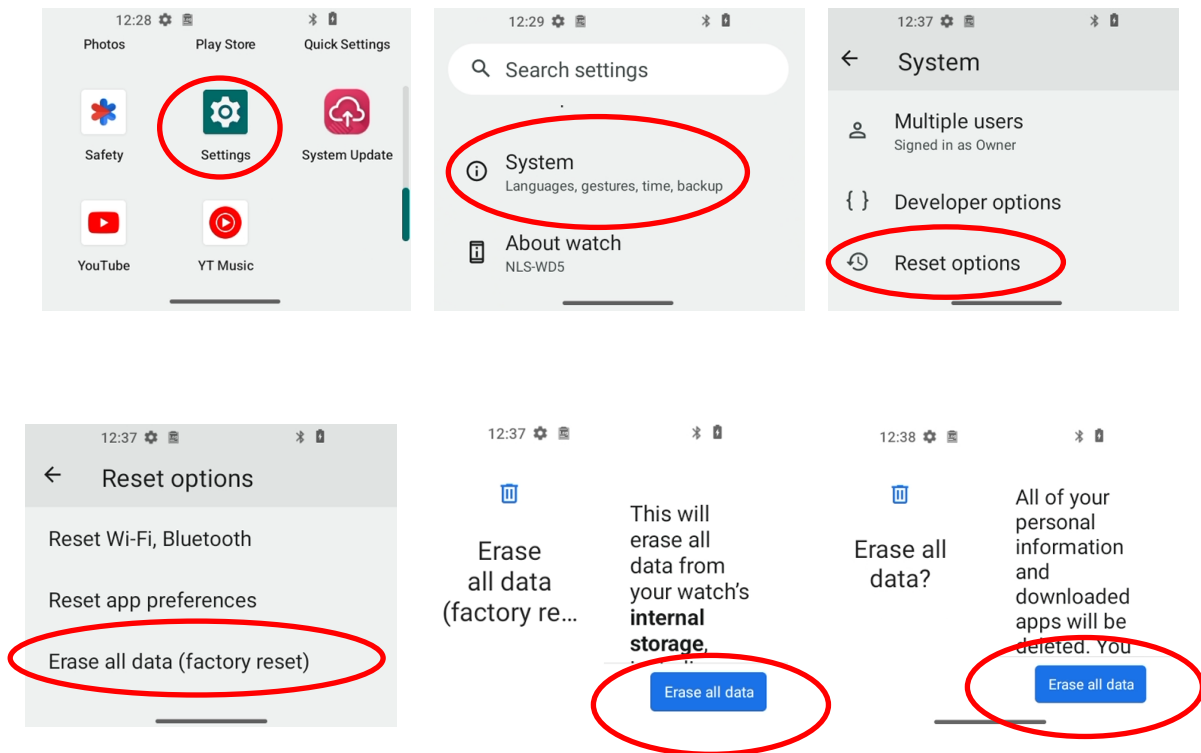 12:28
Photos Play Store Quick Settings
Safety Settings System Update
YouTube YT Music
12:29
Search settings
System
Languages, gestures, time, backup
About watch
NLS-WD5
12:37
System
Multiple users
Signed in as Owner
{ } Developer options
Reset options
12:37
Reset options
Reset Wi-Fi, Bluetooth
Reset app preferences
Erase all data (factory reset)
12:37
Erase
all data
(factory re...
This will
erase all
data from
your watch's
internal
storage,
Erase all data
12:38
Erase all
data?
All of your
personal
information
and
downloaded
apps will be
deleted. You
Erase all data